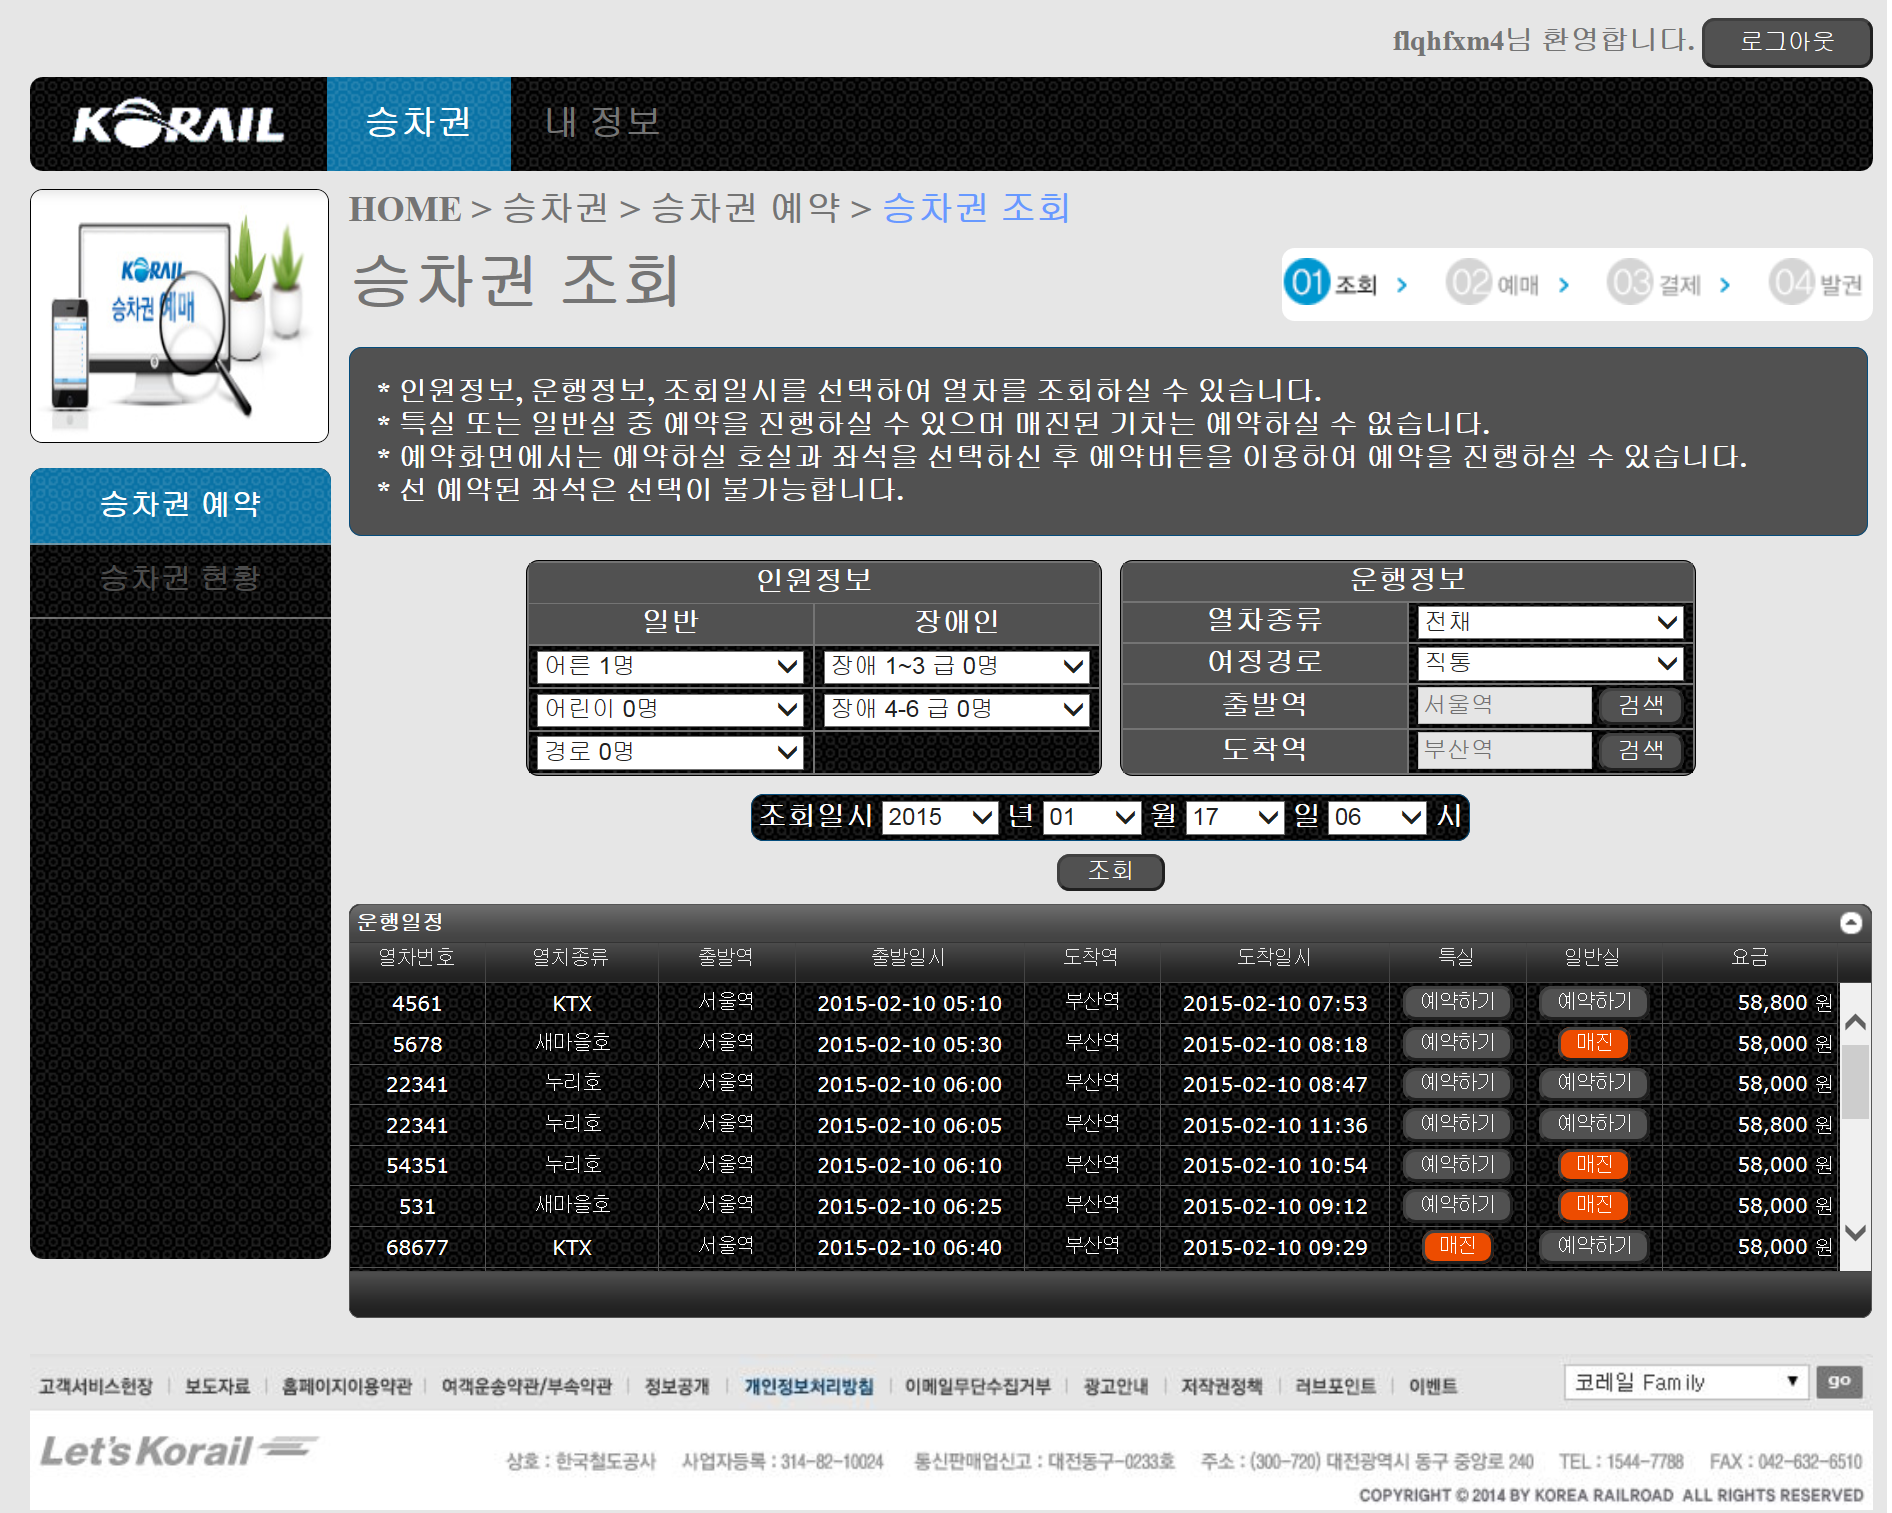 flqhfxm4님 환영합니다. 로그아웃
KORAIL 승차권 내 정보
HOME > 승차권 > 승차권 예약 > 승차권 조회
KORAIL
승차권 예매
승차권 조회
01 조회 > 02 예매 > 03 결제 > 04 발권
* 인원정보, 운행정보, 조회일시를 선택하여 열차를 조회하실 수 있습니다.
* 특실 또는 일반실 중 예약을 진행하실 수 있으며 매진된 기차는 예약하실 수 없습니다.
* 예약화면에서는 예약하실 호실과 좌석을 선택하신 후 예약버튼을 이용하여 예약을 진행하실 수 있습니다.
* 선 예약된 좌석은 선택이 불가능합니다.
승차권 예약
승차권 현황
인원정보
일반 장애인
어른 1명 장애 1~3 급 0명
어린이 0명 장애 4-6 급 0명
경로 0명
운행정보
열차종류 전채
여정경로 직통
출발역 서울역 검색
도착역 부산역 검색
조회일시 2015 년 01 월 17 일 06 시
조회
운행일정
열차번호 열치종류 출발역 출발일시 도착역 도착일시 특실 일반실 요금
4561 KTX 서울역 2015-02-10 05:10 부산역 2015-02-10 07:53 예약하기 예약하기 58,800 원
5678 새마을호 서울역 2015-02-10 05:30 부산역 2015-02-10 08:18 예약하기 매진 58,000 원
22341 누리호 서울역 2015-02-10 06:00 부산역 2015-02-10 08:47 예약하기 예약하기 58,000 원
22341 누리호 서울역 2015-02-10 06:05 부산역 2015-02-10 11:36 예약하기 예약하기 58,800 원
54351 누리호 서울역 2015-02-10 06:10 부산역 2015-02-10 10:54 예약하기 매진 58,000 원
531 새마을호 서울역 2015-02-10 06:25 부산역 2015-02-10 09:12 예약하기 매진 58,000 원
68677 KTX 서울역 2015-02-10 06:40 부산역 2015-02-10 09:29 매진 예약하기 58,000 원
고객서비스헌장 | 보도자료 | 홈페이지이용약관 | 여객운송약관/부속약관 | 정보공개 | 개인정보처리방침 | 이메일무단수집거부 | 광고안내 | 저작권정책 | 러브포인트 | 이벤트 코레일 Family go
Let's Korail
상호 : 한국철도공사 사업자등록 : 314-82-10024 통신판매업신고 : 대전동구-0233호 주소 : (300-720) 대전광역시 동구 중앙로 240 TEL : 1544-7788 FAX : 042-632-6510
COPYRIGHT © 2014 BY KOREA RAILROAD ALL RIGHTS RESERVED